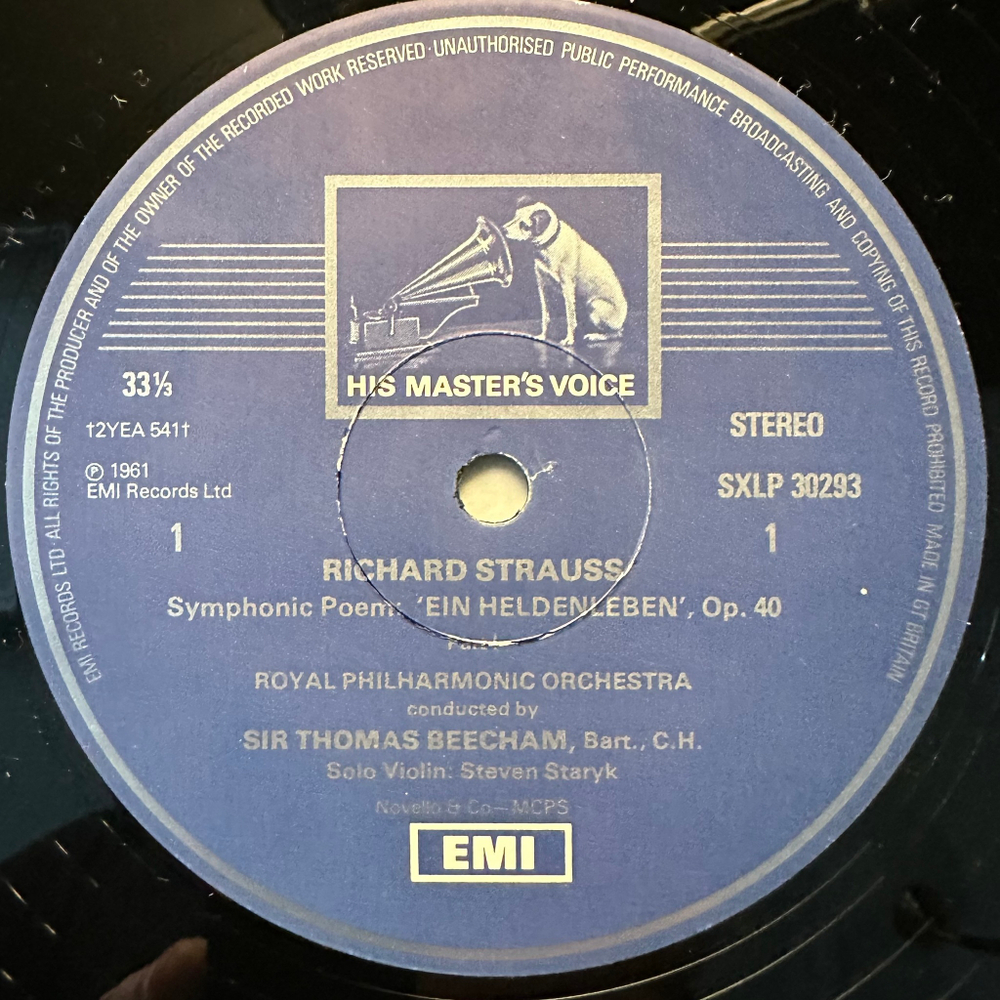 EMI RECORDS LTD · ALL RIGHTS OF THE PRODUCER AND OF THE OWNER OF THE RECORDED WORK RESERVED · UNAUTHORISED PUBLIC PERFORMANCE BROADCASTING AND COPYING OF THIS RECORD PROHIBITED MADE IN GT BRITAIN
HIS MASTER'S VOICE
33⅓
STEREO
†2YEA 541†
℗ 1961
EMI Records Ltd
SXLP 30293
1
1
RICHARD STRAUSS
Symphonic Poem: 'EIN HELDENLEBEN', Op. 40
ROYAL PHILHARMONIC ORCHESTRA
conducted by
SIR THOMAS BEECHAM, Bart., C.H.
Solo Violin: Steven Staryk
Novello & Co—MCPS
EMI